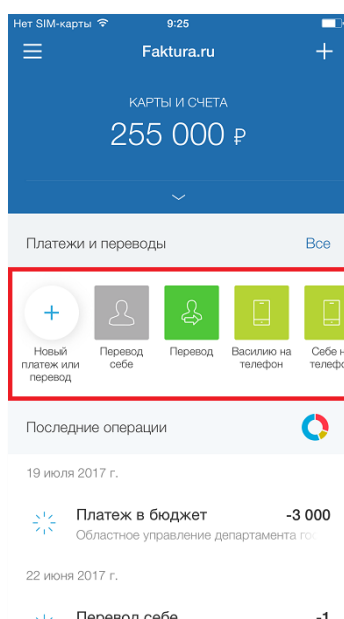 Нет SIM-карты 9:25
Faktura.ru
КАРТЫ И СЧЕТА
255 000 ₽
Платежи и переводы Все
Новый платеж или перевод
Перевод себе
Перевод
Василию на телефон
Себе
Последние операции
19 июля 2017 г.
Платеж в бюджет -3 000
Областное управление департамента
22 июня 2017 г.
Перевод себе -1